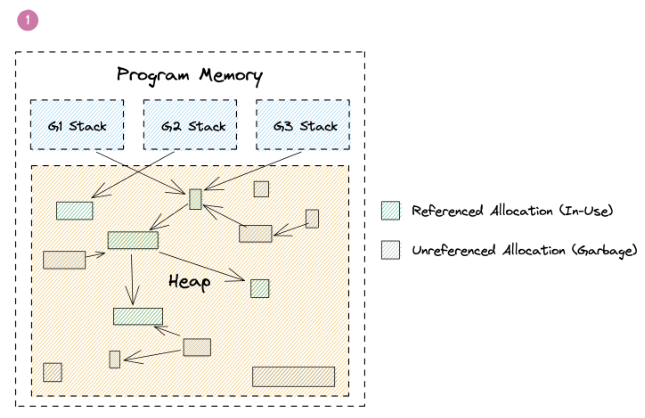 1
Program Memory
G1 Stack
G2 Stack
G3 Stack
Referenced Allocation (In-Use)
Unreferenced Allocation (Garbage)
Heap